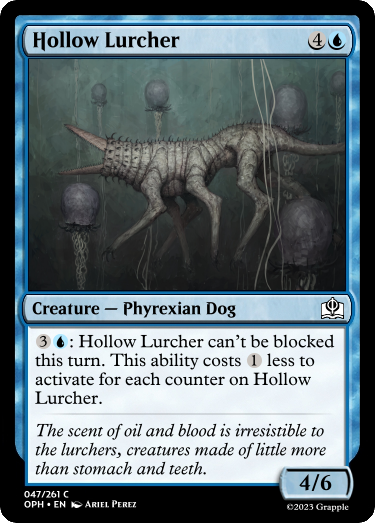 Hollow Lurcher 4
Creature — Phyrexian Dog
3 : Hollow Lurcher can't be blocked
this turn. This ability costs 1 less to
activate for each counter on Hollow
Lurcher.
The scent of oil and blood is irresistible to
the lurchers, creatures made of little more
than stomach and teeth.
4/6
047/261 C
OPH • EN Ariel Perez
©2023 Grapple